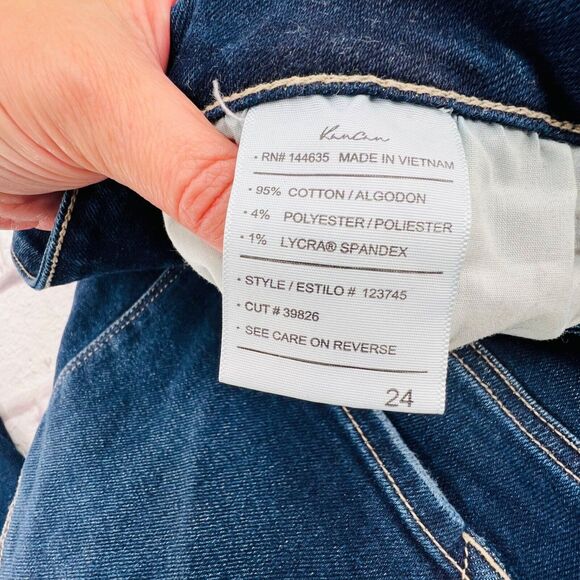 KanCan
• RN# 144635 MADE IN VIETNAM
• 95% COTTON / ALGODON
• 4% POLYESTER / POLIESTER
• 1% LYCRA® SPANDEX
• STYLE / ESTILO # 123745
• CUT # 39826
• SEE CARE ON REVERSE
24